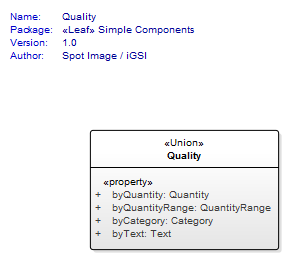 Name: Quality
Package: «Leaf» Simple Components
Version: 1.0
Author: Spot Image / iGSI
«Union»
Quality
«property»
+ byQuantity: Quantity
+ byQuantityRange: QuantityRange
+ byCategory: Category
+ byText: Text